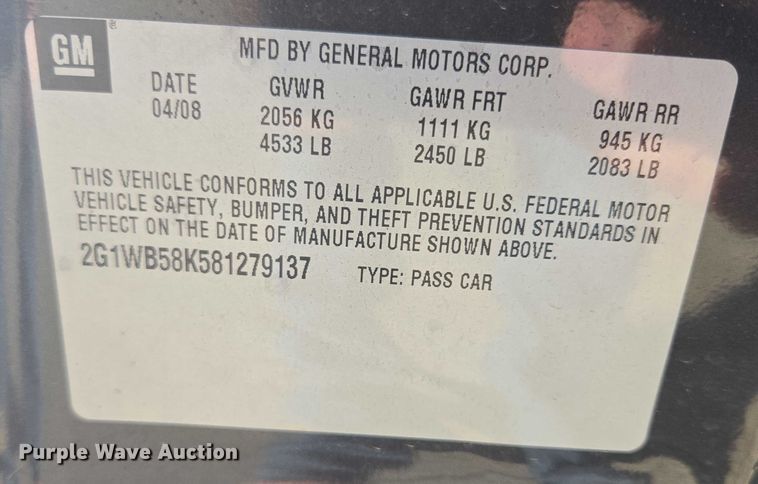 GM
MFD BY GENERAL MOTORS CORP.
DATE GVWR GAWR FRT GAWR RR
04/08 2056 KG 1111 KG 945 KG
4533 LB 2450 LB 2083 LB
THIS VEHICLE CONFORMS TO ALL APPLICABLE U.S. FEDERAL MOTOR
VEHICLE SAFETY, BUMPER, AND THEFT PREVENTION STANDARDS IN
EFFECT ON THE DATE OF MANUFACTURE SHOWN ABOVE.
2G1WB58K581279137 TYPE: PASS CAR
Purple Wave Auction